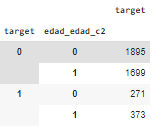 target
target edad_edad_c2
0 0 1895
1 1699
1 0 271
1 373